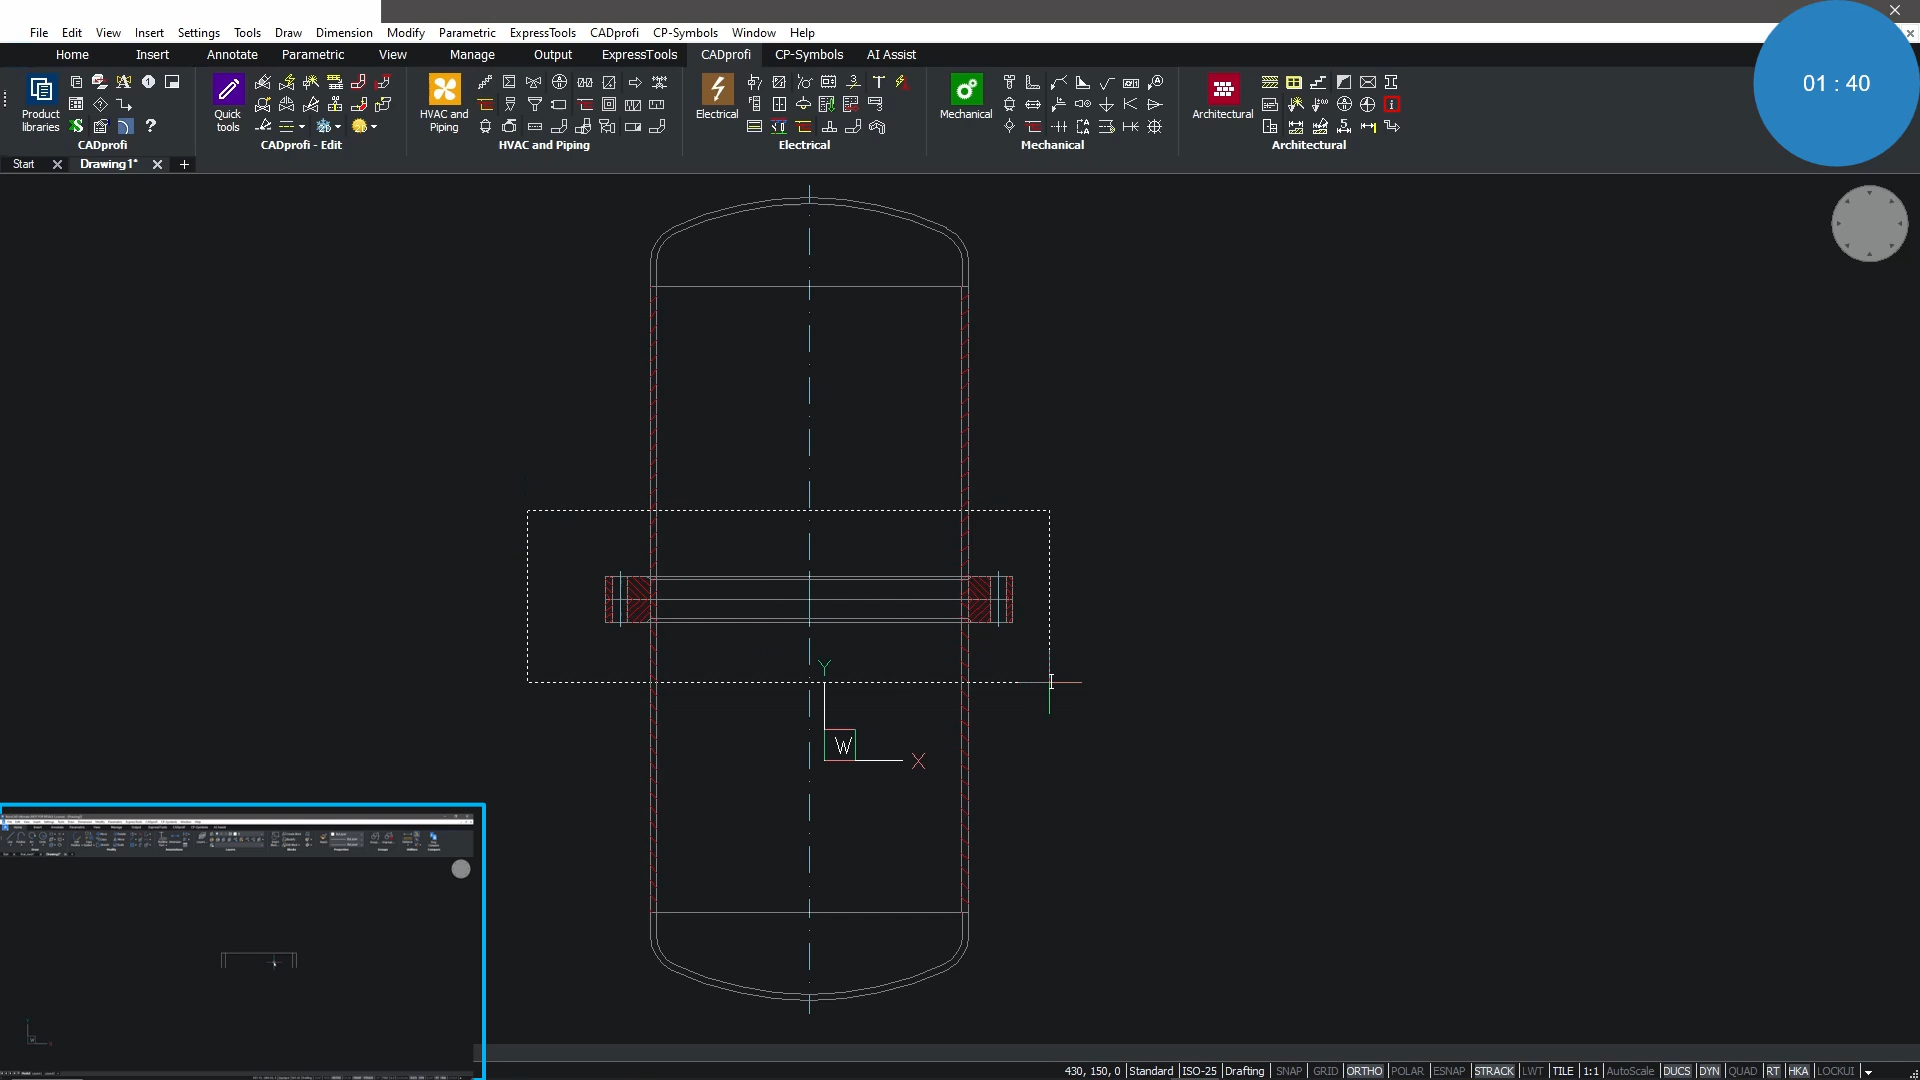 File Edit View Insert Settings Tools Draw Dimension Modify Parametric ExpressTools CADprofi CP-Symbols Window Help
Home Insert Annotate Parametric View Manage Output ExpressTools CADprofi CP-Symbols AI Assist
01 : 40
Product libraries
Quick tools
HVAC and Piping
Electrical
Mechanical
Architectural
CADprofi CADprofi - Edit HVAC and Piping Electrical Mechanical Architectural
Start Drawing1*
Y
W
X
430, 150, 0 Standard ISO-25 Drafting SNAP GRID ORTHO POLAR ESNAP STRACK LWT TILE 1:1 AutoScale DUCS DYN QUAD RT HKA LOCKUI